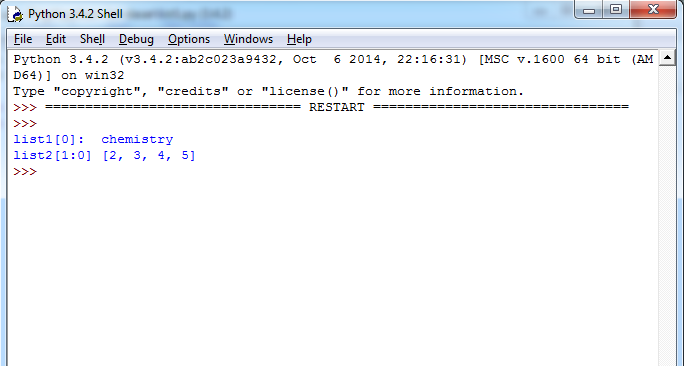 Python 3.4.2 Shell
File Edit Shell Debug Options Windows Help
Python 3.4.2 (v3.4.2:ab2c023a9432, Oct  6 2014, 22:16:31) [MSC v.1600 64 bit (AM
D64)] on win32
Type "copyright", "credits" or "license()" for more information.
>>> ================================ RESTART ================================
>>>
list1[0]:  chemistry
list2[1:0] [2, 3, 4, 5]
>>>